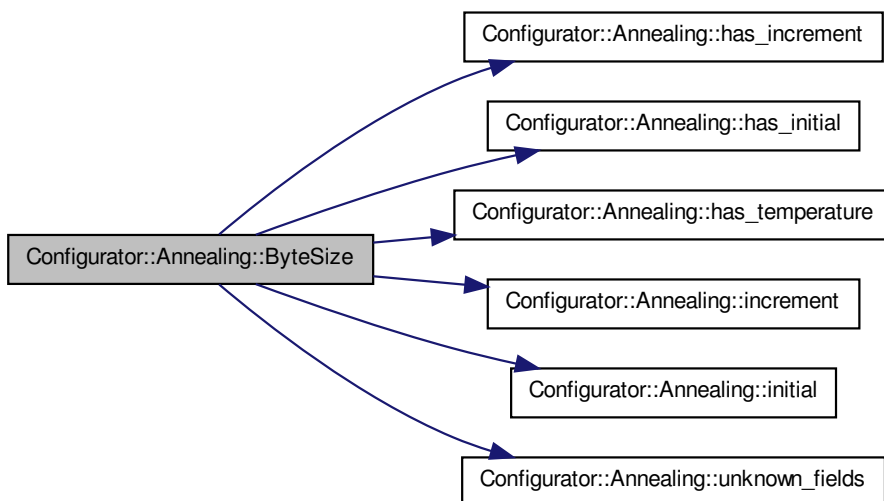 Configurator::Annealing::has_increment
Configurator::Annealing::has_initial
Configurator::Annealing::has_temperature
Configurator::Annealing::ByteSize
Configurator::Annealing::increment
Configurator::Annealing::initial
Configurator::Annealing::unknown_fields